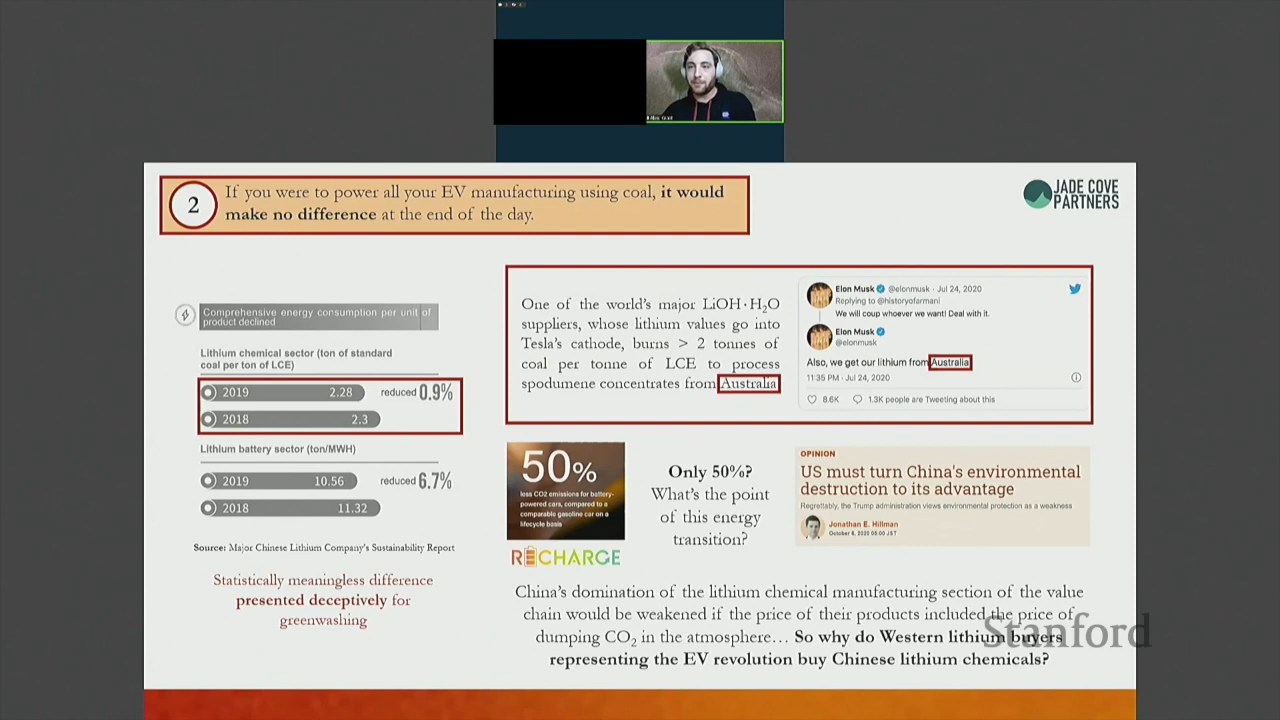 2
If you were to power all your EV manufacturing using coal, it would
make no difference at the end of the day.
JADE COVE
PARTNERS
Comprehensive energy consumption per unit of
product declined
Lithium chemical sector (ton of standard
coal per ton of LCE)
2019 2.28 reduced 0.9%
2018 2.3
Lithium battery sector (ton/MWH)
2019 10.56 reduced 6.7%
2018 11.32
Source: Major Chinese Lithium Company's Sustainability Report
Statistically meaningless difference
presented deceptively for
greenwashing
One of the world's major LiOH·H2O
suppliers, whose lithium values go into
Tesla's cathode, burns > 2 tonnes of
coal per tonne of LCE to process
spodumene concentrates from Australia
Elon Musk @elonmusk · Jul 24, 2020
Replying to @historyofarmani
We will coup whoever we want! Deal with it.
Elon Musk
@elonmusk
Also, we get our lithium from Australia
11:35 PM · Jul 24, 2020
8.6K 1.3K people are Tweeting about this
50%
less CO2 emissions for battery-
powered cars, compared to a
comparable gasoline car on a
lifecycle basis
RECHARGE
Only 50%?
What's the point
of this energy
transition?
OPINION
US must turn China's environmental
destruction to its advantage
Regrettably, the Trump administration views environmental protection as a weakness
Jonathan E. Hillman
October 6, 2020 05:00 JST
China's domination of the lithium chemical manufacturing section of the value
chain would be weakened if the price of their products included the price of
dumping CO2 in the atmosphere… So why do Western lithium buyers
representing the EV revolution buy Chinese lithium chemicals?
Stanford